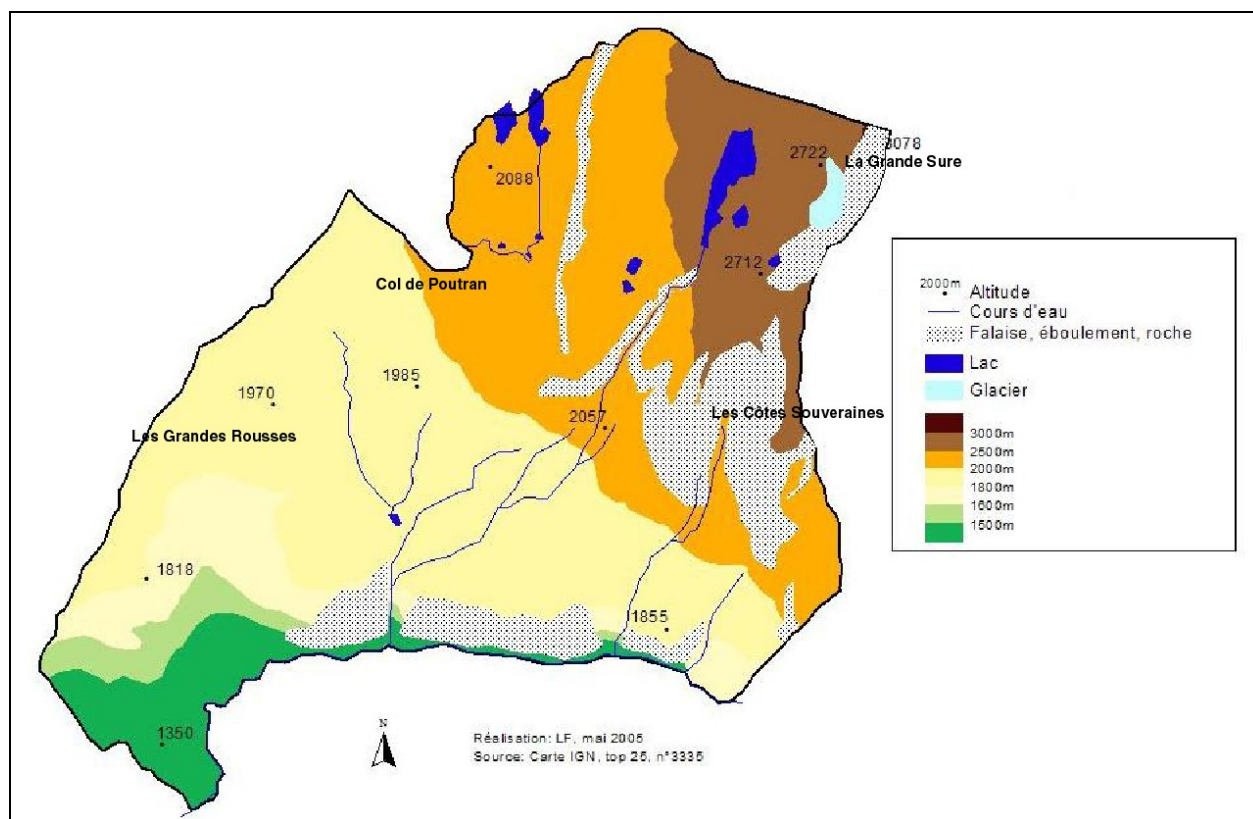 3078
2722
La Grande Sure
2088
2712
Col de Poutran
1985
1970
Les Côtes Souveraines
2057
Les Grandes Rousses
1818
1855
1350
N
Réalisation: LF, mai 2005
Source: Carte IGN, top 25, n°3335
2000m
Altitude
Cours d'eau
Falaise, éboulement, roche
Lac
Glacier
3000m
2500m
2000m
1800m
1600m
1500m